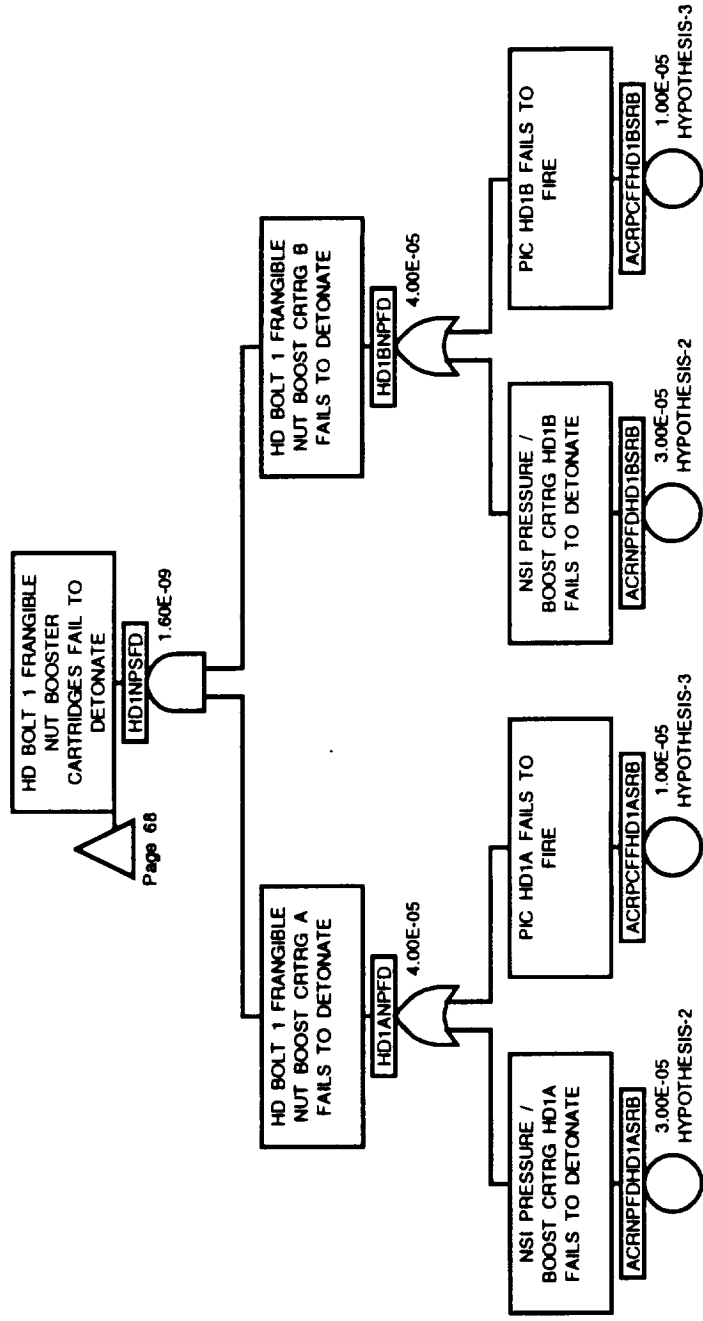 HD BOLT 1 FRANGIBLE
NUT BOOSTER
CARTRIDGES FAIL TO
DETONATE
HD1NPSFD
1.60E-09
Page 68
HD BOLT 1 FRANGIBLE
NUT BOOST CRTRG A
FAILS TO DETONATE
HD1ANPFD
4.00E-05
HD BOLT 1 FRANGIBLE
NUT BOOST CRTRG B
FAILS TO DETONATE
HD1BNPFD
4.00E-05
NSI PRESSURE /
BOOST CRTRG HD1A
FAILS TO DETONATE
ACRNPFDHD1ASRB
3.00E-05
HYPOTHESIS-2
PIC HD1A FAILS TO
FIRE
ACRPCFFHD1ASRB
1.00E-05
HYPOTHESIS-3
NSI PRESSURE /
BOOST CRTRG HD1B
FAILS TO DETONATE
ACRNPFDHD1BSRB
3.00E-05
HYPOTHESIS-2
PIC HD1B FAILS TO
FIRE
ACRPCFFHD1BSRB
1.00E-05
HYPOTHESIS-3